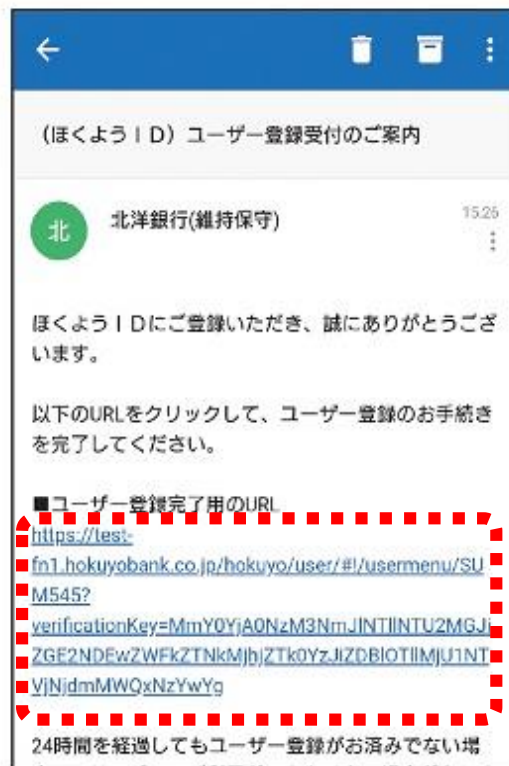 (ほくようID)ユーザー登録受付のご案内
北
北洋銀行(維持保守)
15:26
ほくようIDにご登録いただき、誠にありがとうござ
います。
以下のURLをクリックして、ユーザー登録のお手続き
を完了してください。
■ユーザー登録完了用のURL
https://test-
fn1.hokuyobank.co.jp/hokuyo/user/#!/usermenu/SU
M545?
24時間を経過してもユーザー登録がお済みでない場